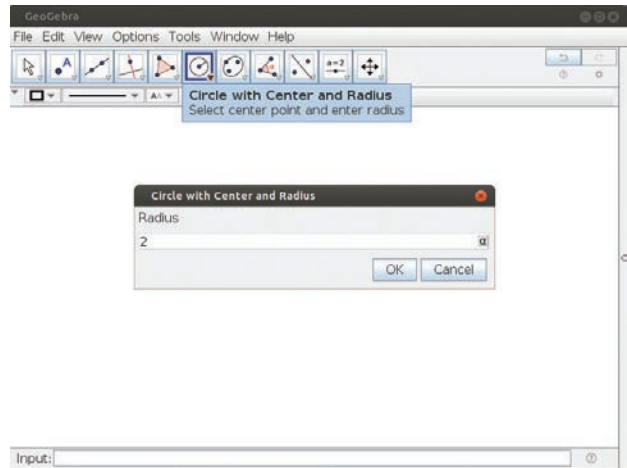 GeoGebra
File Edit View Options Tools Window Help
A
a=2
Circle with Center and Radius
Select center point and enter radius
Circle with Center and Radius
Radius
2
α
OK Cancel
Input: